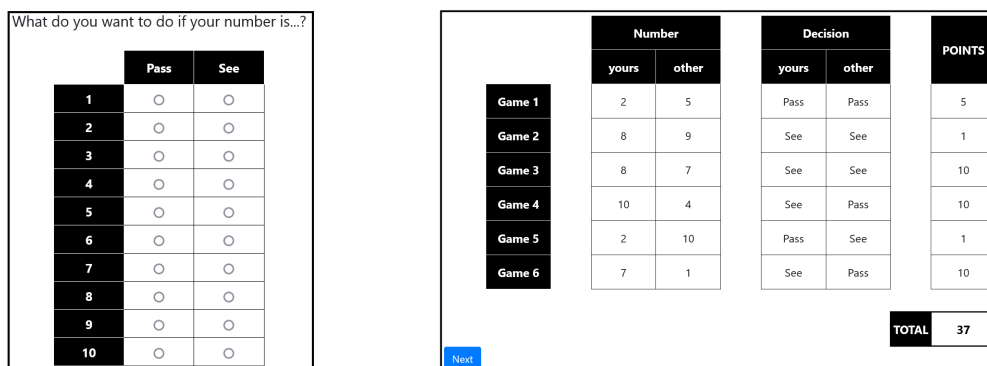 What do you want to do if your number is...?
Pass See
1
2
3
4
5
6
7
8
9
10
Number Decision POINTS
yours other yours other
Game 1 2 5 Pass Pass 5
Game 2 8 9 See See 1
Game 3 8 7 See See 10
Game 4 10 4 See Pass 10
Game 5 2 10 Pass See 1
Game 6 7 1 See Pass 10
TOTAL 37
Next